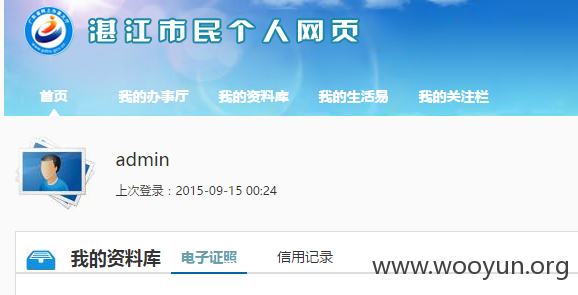 湛江市民个人网页
首页 我的办事厅 我的资料库 我的生活易 我的关注栏
admin
上次登录：2015-09-15 00:24
我的资料库 电子证照 信用记录
www.wooyun.org